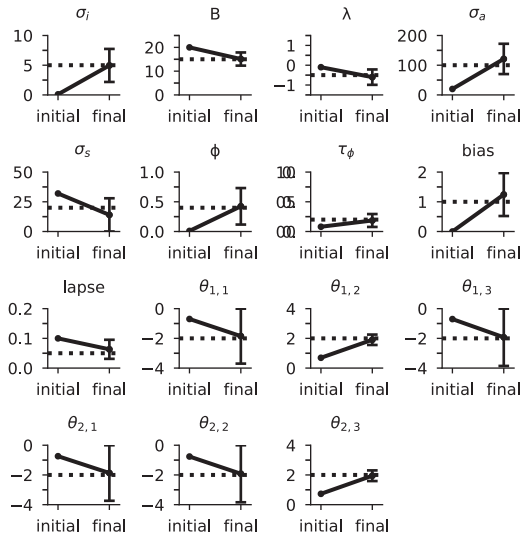 σi B λ σa
5 20 1 200
10 0 100
0 0 −1 0
initial final initial final initial final initial final
σs ϕ τϕ bias
50 1.0 2
25 0.5 1
0 0.0 0
initial final initial final initial final initial final
lapse θ1,1 θ1,2 θ1,3
0.2 0 4 0
0.1 −2 2 −2
0.0 −4 0 −4
initial final initial final initial final initial final
θ2,1 θ2,2 θ2,3
0 0 4
−2 −2 2
−4 −4 0
initial final initial final initial final